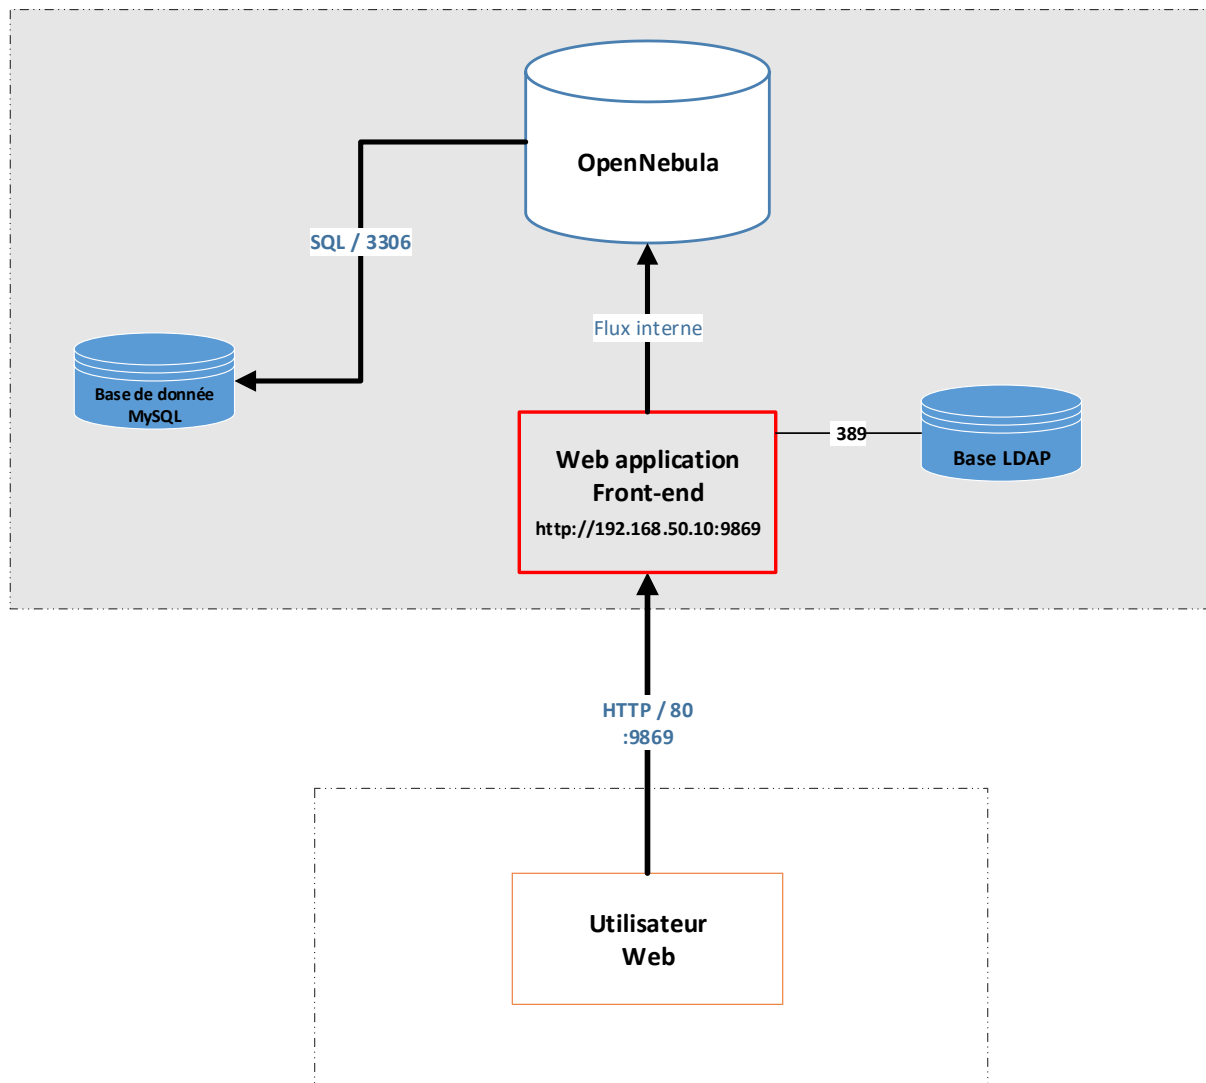 OpenNebula
SQL / 3306
Flux interne
Base de donnée
MySQL
Web application
Front-end
http://192.168.50.10:9869
389
Base LDAP
HTTP / 80
:9869
Utilisateur
Web